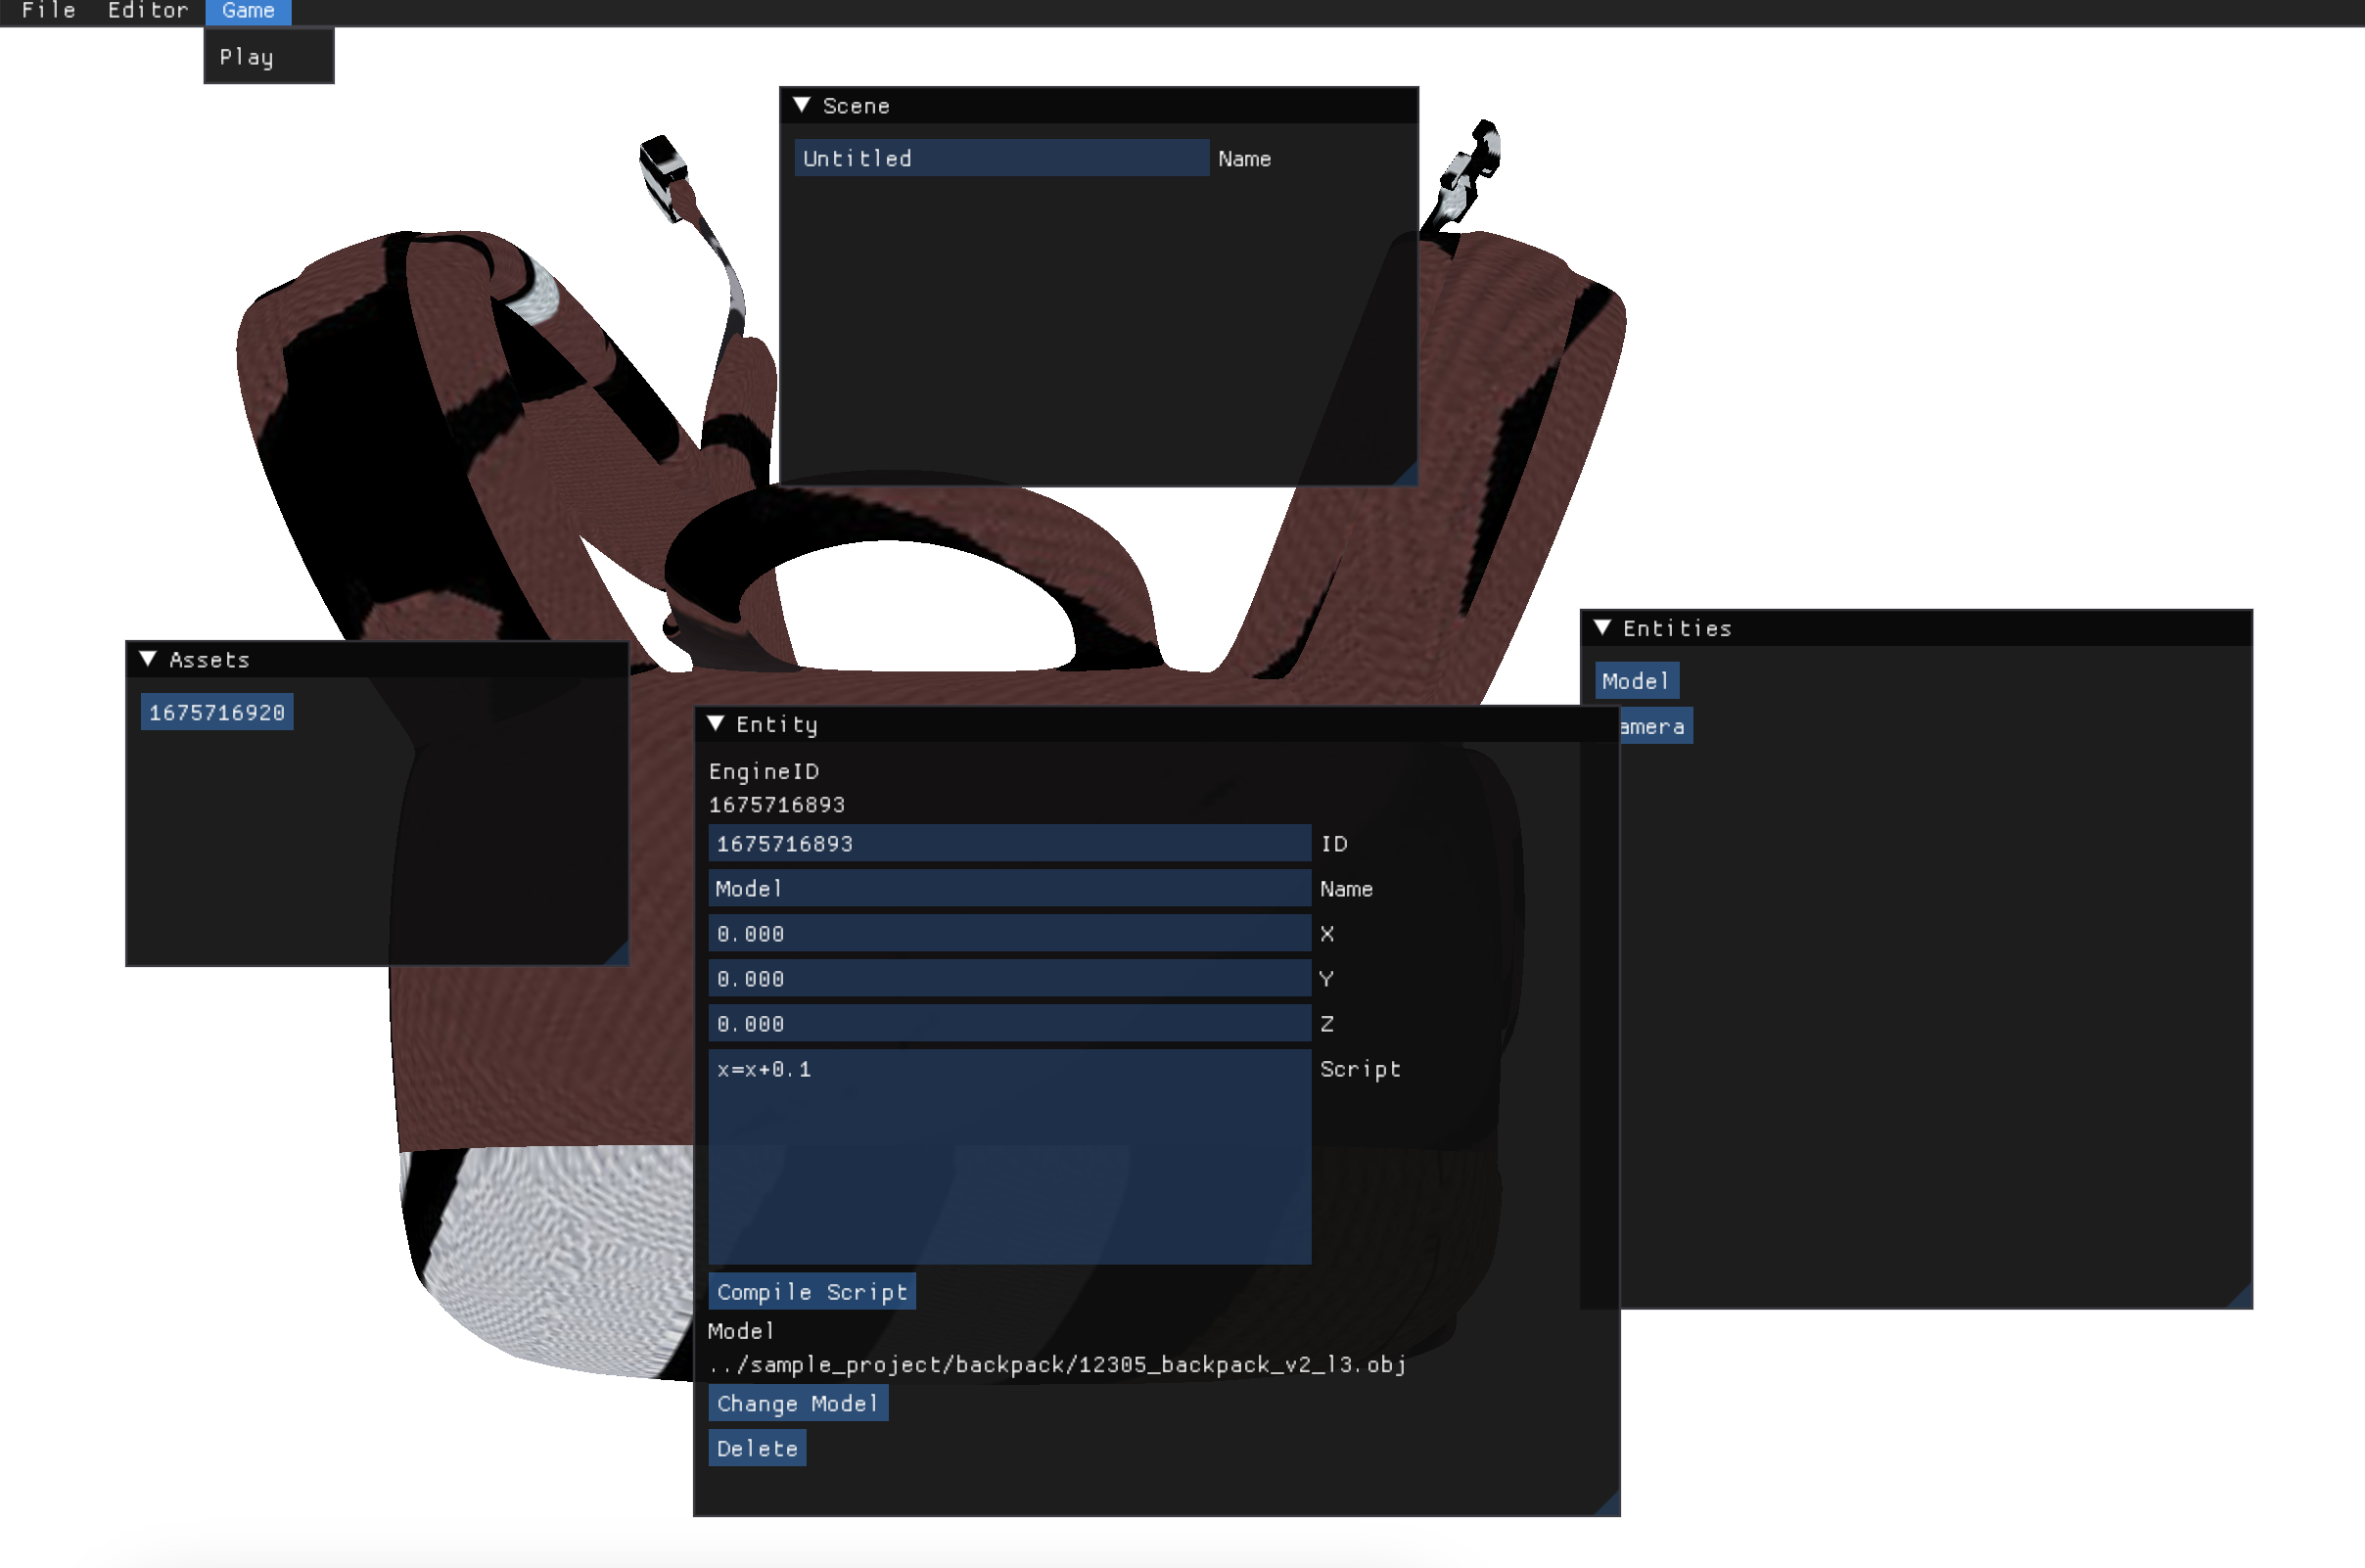 File Editor Game
Play
Scene
Untitled Name
Assets
1675716920
Entities
Model
amera
Entity
EngineID
1675716893
1675716893 ID
Model Name
0.000 X
0.000 Y
0.000 Z
x=x+0.1 Script
Compile Script
Model
../sample_project/backpack/12305_backpack_v2_l3.obj
Change Model
Delete